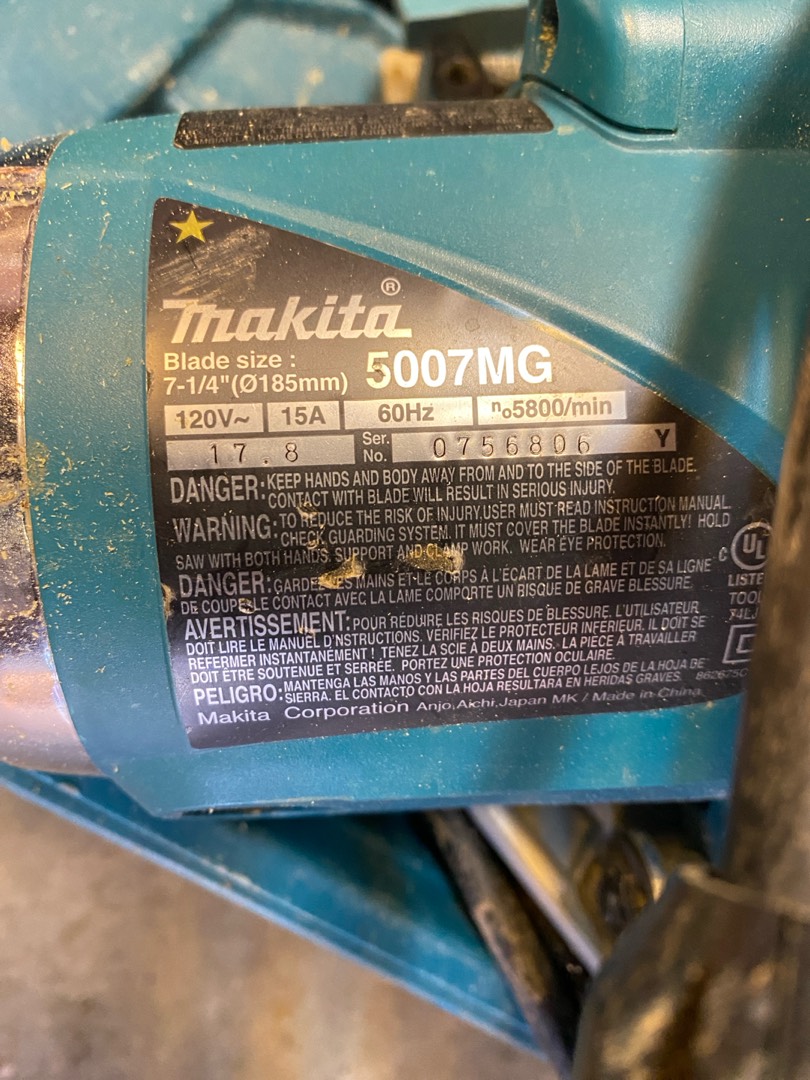 Makita®
Blade size :
7-1/4"(Ø185mm) 5007MG
120V~ 15A 60Hz n₀5800/min
17.8 Ser. No. 0756806 Y
DANGER: KEEP HANDS AND BODY AWAY FROM AND TO THE SIDE OF THE BLADE.
CONTACT WITH BLADE WILL RESULT IN SERIOUS INJURY.
WARNING: TO REDUCE THE RISK OF INJURY, USER MUST READ INSTRUCTION MANUAL.
CHECK GUARDING SYSTEM. IT MUST COVER THE BLADE INSTANTLY! HOLD
SAW WITH BOTH HANDS. SUPPORT AND CLAMP WORK. WEAR EYE PROTECTION.
DANGER: GARDER LES MAINS ET LE CORPS À L'ÉCART DE LA LAME ET DE SA LIGNE
DE COUPE. LE CONTACT AVEC LA LAME COMPORTE UN RISQUE DE GRAVE BLESSURE.
AVERTISSEMENT: POUR RÉDUIRE LES RISQUES DE BLESSURE, L'UTILISATEUR
DOIT LIRE LE MANUEL D'INSTRUCTIONS. VÉRIFIEZ LE PROTECTEUR INFÉRIEUR. IL DOIT SE
REFERMER INSTANTANÉMENT ! TENEZ LA SCIE À DEUX MAINS. LA PIÈCE À TRAVAILLER
DOIT ÊTRE SOUTENUE ET SERRÉE. PORTEZ UNE PROTECTION OCULAIRE.
PELIGRO: MANTENGA LAS MANOS Y LAS PARTES DEL CUERPO LEJOS DE LA HOJA DE
SIERRA. EL CONTACTO CON LA HOJA RESULTARÁ EN HERIDAS GRAVES.
Makita Corporation Anjo, Aichi, Japan MK / Made in China
C UL
LISTE
TOO
74LJ
862675C